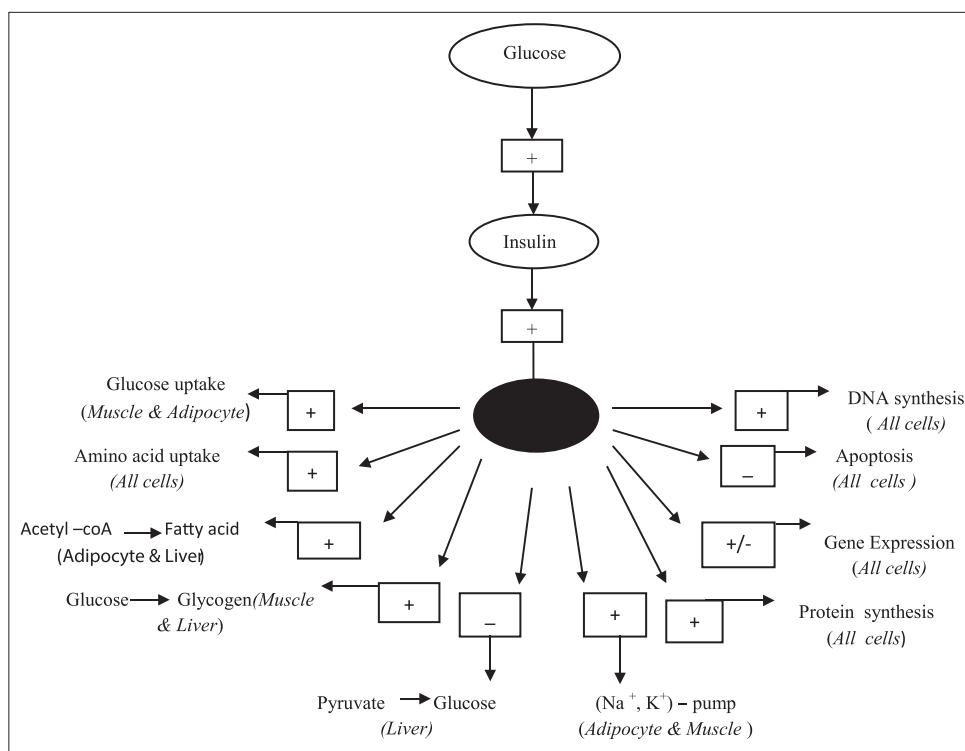 Glucose
+
Insulin
+
Glucose uptake
(Muscle & Adipocyte)
+
Amino acid uptake
(All cells)
+
Acetyl –coA → Fatty acid
(Adipocyte & Liver)
+
Glucose → Glycogen(Muscle
& Liver)
+
–
Pyruvate → Glucose
(Liver)
+
(Na +, K+) – pump
(Adipocyte & Muscle )
+
DNA synthesis
( All cells)
–
Apoptosis
(All cells )
+/-
Gene Expression
(All cells)
+
Protein synthesis
(All cells)